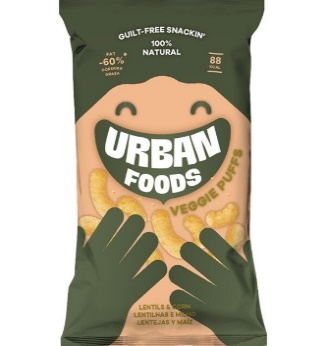 GUILT-FREE SNACKIN'
100%
NATURAL
FAT
-60%*
GORDURA
GRASA
88
KCAL
URBAN
FOODS
VEGGIE PUFFS
LENTILS & CORN
LENTILHAS E MILHO
LENTEJAS Y MAÍZ